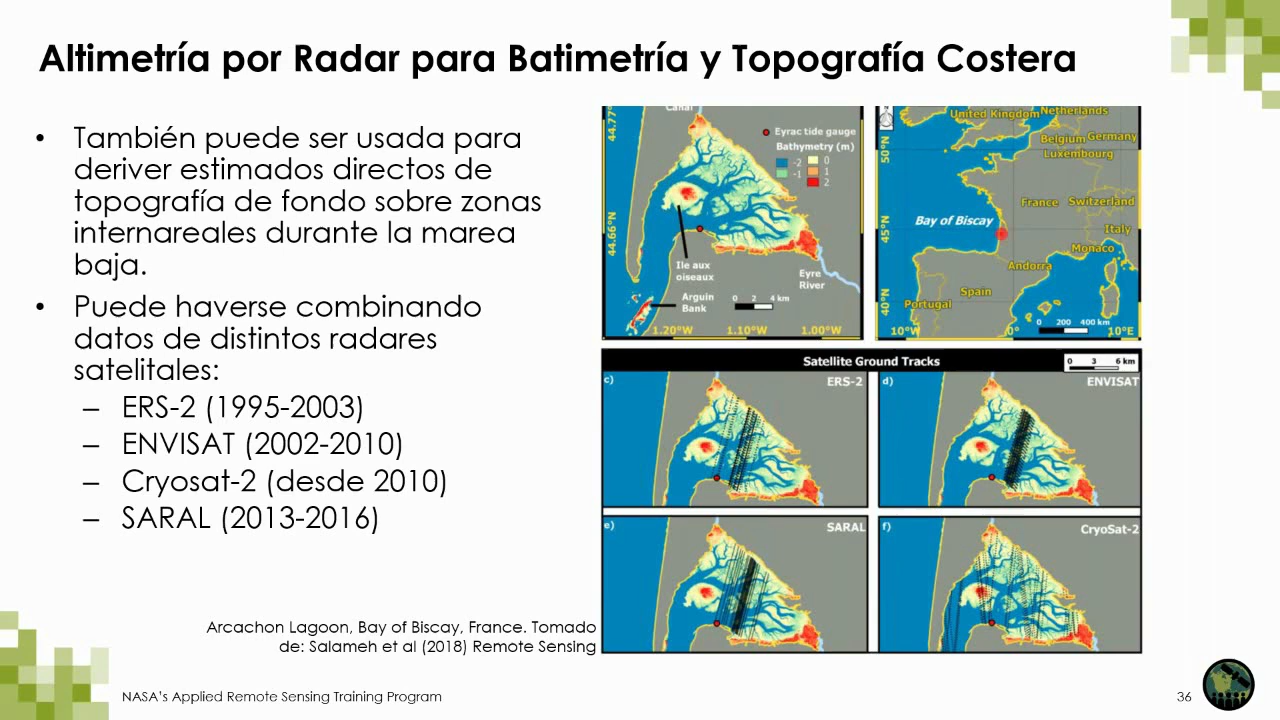 Altimetría por Radar para Batimetría y Topografía Costera
• También puede ser usada para
deriver estimados directos de
topografía de fondo sobre zonas
internareales durante la marea
baja.
• Puede haverse combinando
datos de distintos radares
satelitales:
– ERS-2 (1995-2003)
– ENVISAT (2002-2010)
– Cryosat-2 (desde 2010)
– SARAL (2013-2016)
Canal
44.77°
44.66°N
Eyrac tide gauge
Bathymetry (m)
-2 0
-1 1
2
Ile aux
oiseaux
Eyre
River
Arguin
Bank
0 2 4 km
1.20°W 1.10°W 1.00°W
United Kingdom Netherlands
Belgium Germany
Luxembourg
50°N
France Switzerland
Bay of Biscay
45°N
Italy
Monaco
Andorra
Spain
Portugal
40°N
0 200 400 km
10°W 0° 10°E
Satellite Ground Tracks
0 3 6 km
c) ERS-2
d) ENVISAT
e) SARAL
f) CryoSat-2
Arcachon Lagoon, Bay of Biscay, France. Tomado
de: Salameh et al (2018) Remote Sensing
NASA's Applied Remote Sensing Training Program
36